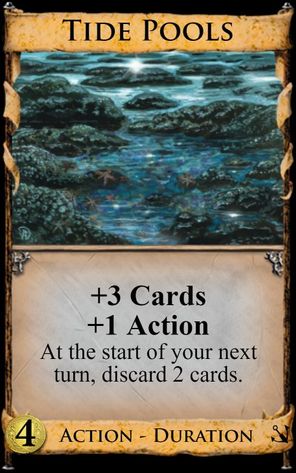 TIDE POOLS
+3 Cards
+1 Action
At the start of your next
turn, discard 2 cards.
4
ACTION - DURATION